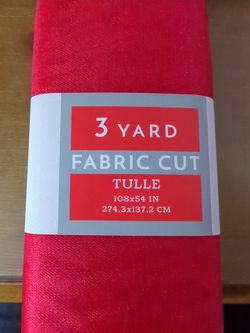 3 YARD
FABRIC CUT
TULLE
108x54 IN
274.3x137.2 CM